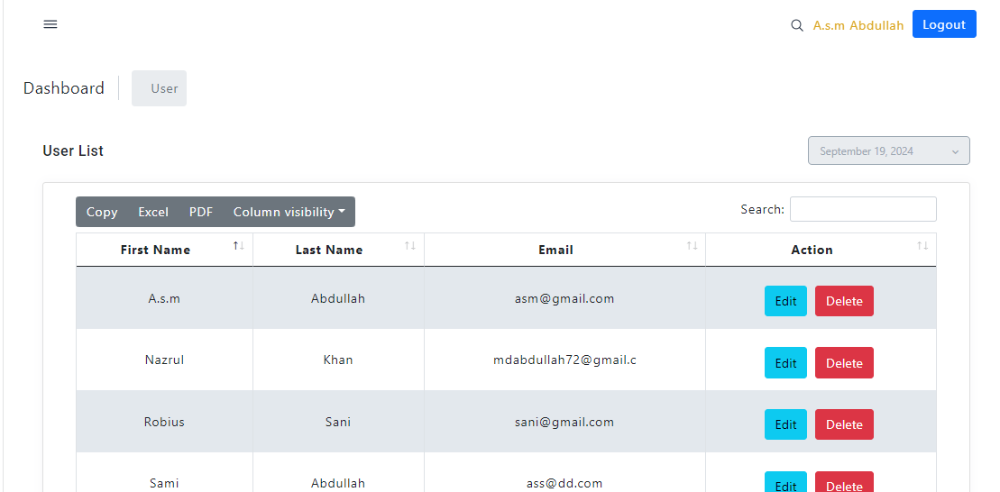 A.s.m Abdullah Logout
Dashboard User
User List September 19, 2024
Copy Excel PDF Column visibility Search:
First Name Last Name Email Action
A.s.m Abdullah asm@gmail.com Edit Delete
Nazrul Khan mdabdullah72@gmail.c Edit Delete
Robius Sani sani@gmail.com Edit Delete
Sami Abdullah ass@dd.com Edit Delete